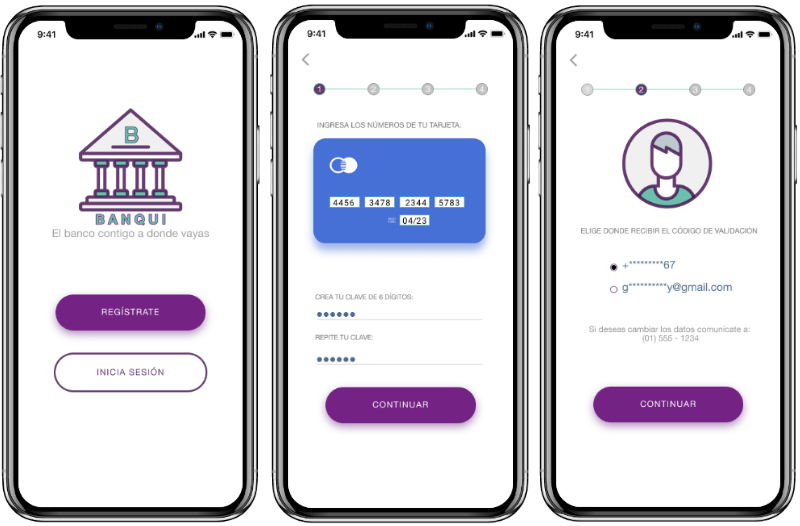 9:41
B
BANQUI
El banco contigo a donde vayas
REGÍSTRATE
INICIA SESIÓN
9:41
1 2 3 4
INGRESA LOS NÚMEROS DE TU TARJETA:
4456 3478 2344 5783
04/23
CREA TU CLAVE DE 6 DÍGITOS:
REPITE TU CLAVE:
CONTINUAR
9:41
1 2 3 4
ELIGE DONDE RECIBIR EL CÓDIGO DE VALIDACIÓN
+*********67
g**********y@gmail.com
Si deseas cambiar los datos comunicate a:
(01) 555 - 1234
CONTINUAR